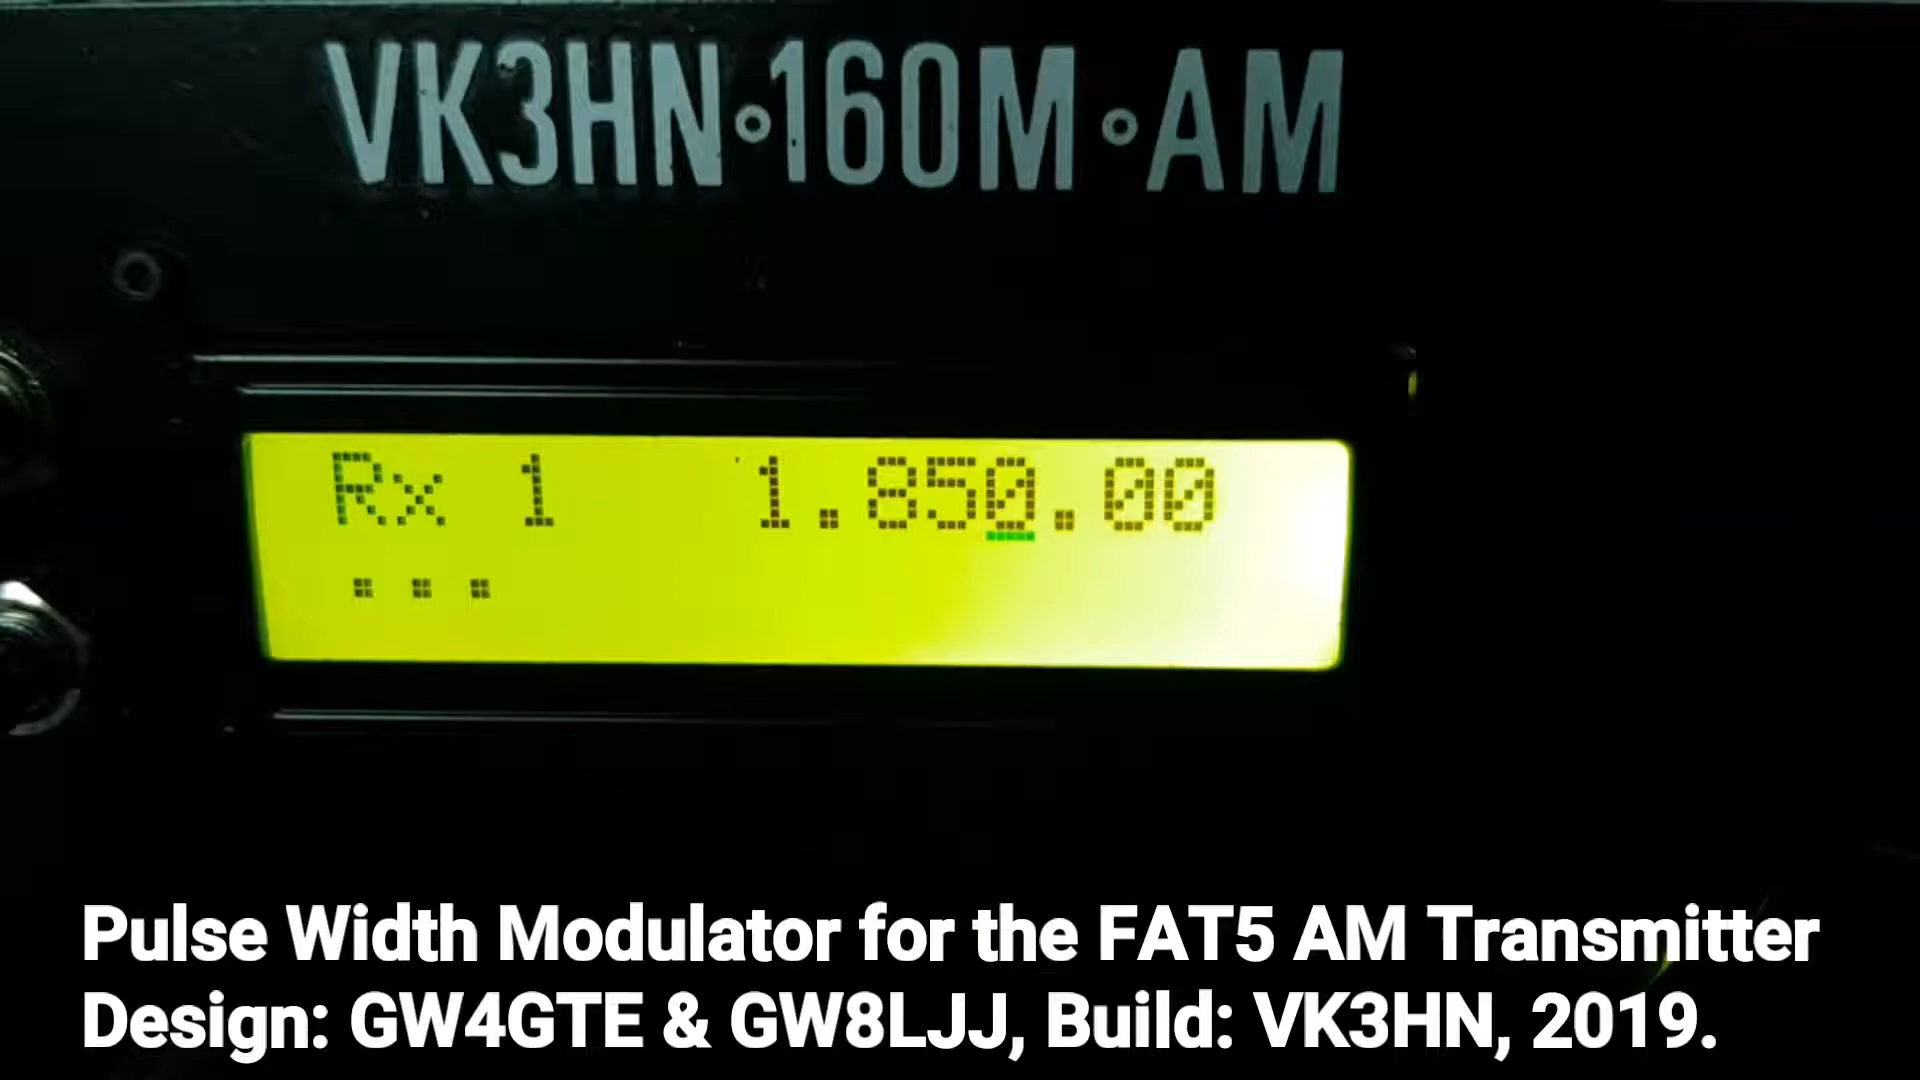 VK3HN∘160M∘AM
Rx 1 1.850.00
...
Pulse Width Modulator for the FAT5 AM Transmitter
Design: GW4GTE & GW8LJJ, Build: VK3HN, 2019.